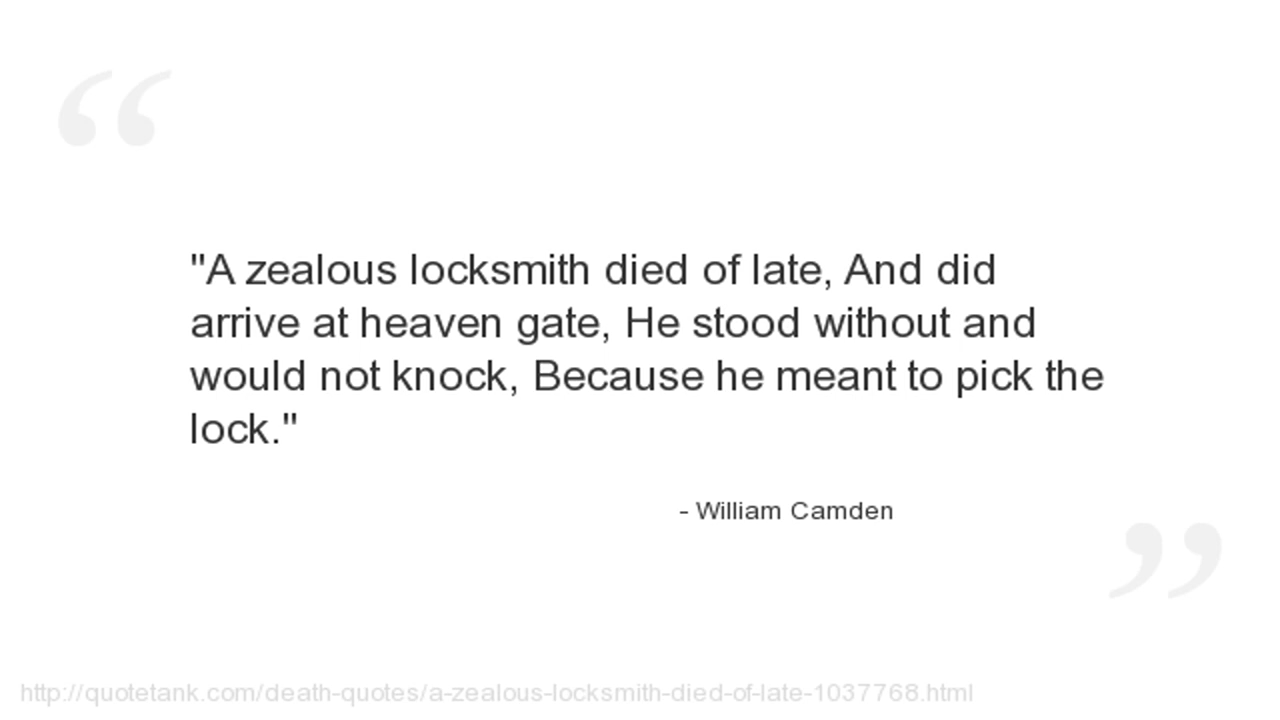 "A zealous locksmith died of late, And did
arrive at heaven gate, He stood without and
would not knock, Because he meant to pick the
lock."
- William Camden
http://quotetank.com/death-quotes/a-zealous-locksmith-died-of-late-1037768.html